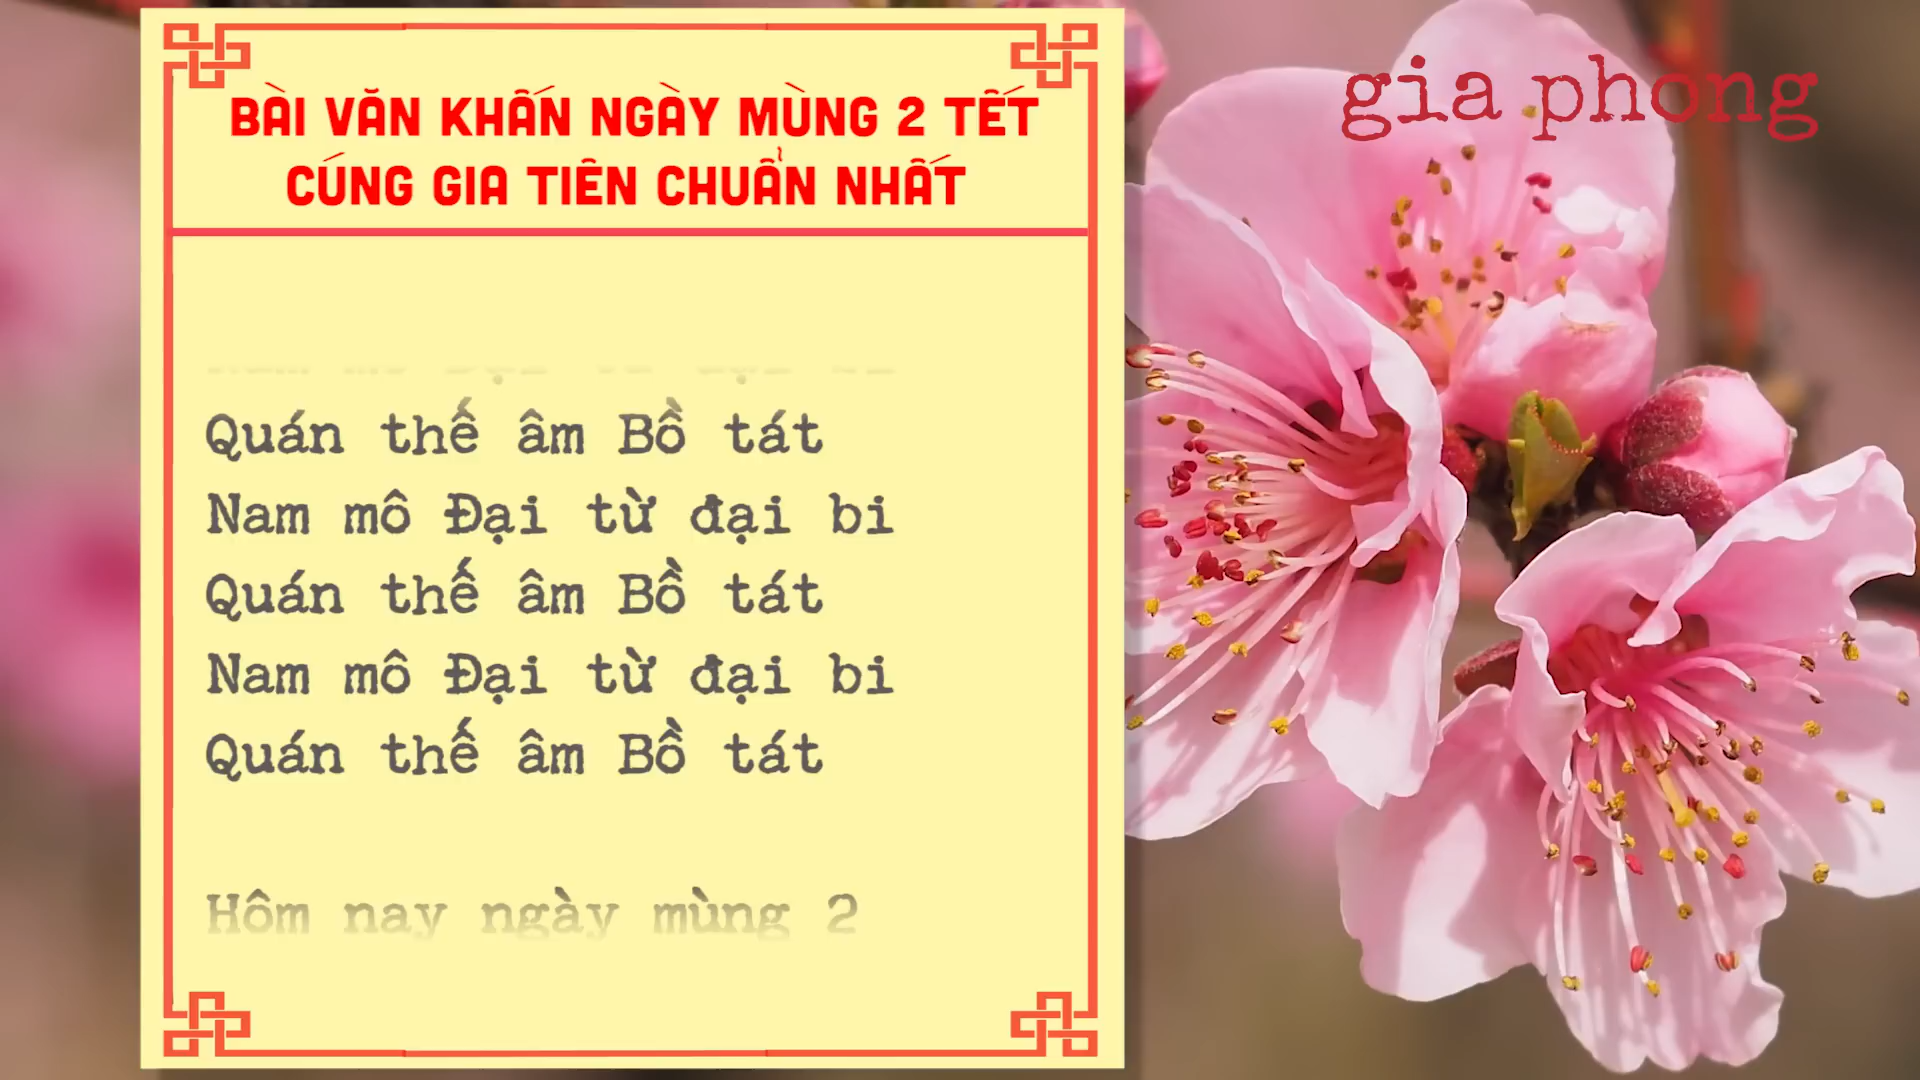 BÀI VĂN KHẤN NGÀY MÙNG 2 TẾT
CÚNG GIA TIÊN CHUẨN NHẤT
gia phong
Quán thế âm Bồ tát
Nam mô Đại từ đại bi
Quán thế âm Bồ tát
Nam mô Đại từ đại bi
Quán thế âm Bồ tát
Hôm nay ngày mùng 2